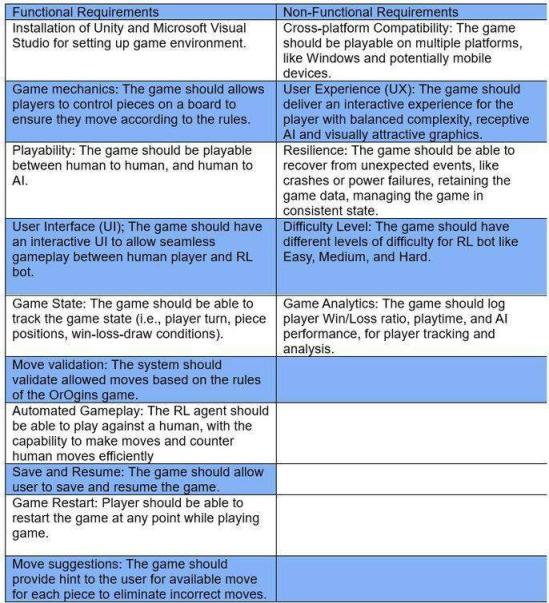 Functional Requirements
Non-Functional Requirements
Installation of Unity and Microsoft Visual
Studio for setting up game environment.
Cross-platform Compatibility: The game
should be playable on multiple platforms,
like Windows and potentially mobile
devices.
Game mechanics: The game should allows
players to control pieces on a board to
ensure they move according to the rules.
User Experience (UX): The game should
deliver an interactive experience for the
player with balanced complexity, receptive
AI and visually attractive graphics.
Playability: The game should be playable
between human to human, and human to
AI.
Resilience: The game should be able to
recover from unexpected events, like
crashes or power failures, retaining the
game data, managing the game in
consistent state.
User Interface (UI); The game should have
an interactive UI to allow seamless
gameplay between human player and RL
bot.
Difficulty Level: The game should have
different levels of difficulty for RL bot like
Easy, Medium, and Hard.
Game State: The game should be able to
track the game state (i.e., player turn, piece
positions, win-loss-draw conditions).
Game Analytics: The game should log
player Win/Loss ratio, playtime, and AI
performance, for player tracking and
analysis.
Move validation: The system should
validate allowed moves based on the rules
of the OrOgins game.
Automated Gameplay: The RL agent should
be able to play against a human, with the
capability to make moves and counter
human moves efficiently
Save and Resume: The game should allow
user to save and resume the game.
Game Restart: Player should be able to
restart the game at any point while playing
game.
Move suggestions: The game should
provide hint to the user for available move
for each piece to eliminate incorrect moves.